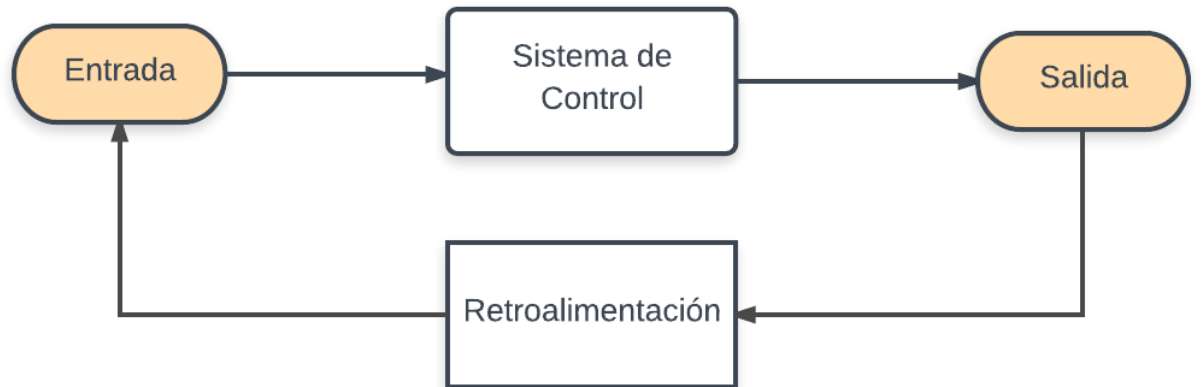 Entrada
Sistema de
Control
Salida
Retroalimentación